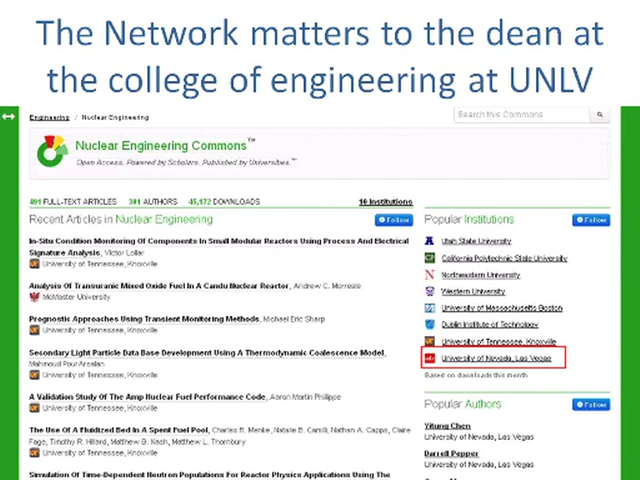 The Network matters to the dean at
the college of engineering at UNLV
Engineering / Nuclear Engineering
Search this Commons
Nuclear Engineering Commons™
Open Access. Powered by Scholars. Published by Universities.™
491 FULL-TEXT ARTICLES 301 AUTHORS 45,172 DOWNLOADS
10 Institutions
Recent Articles in Nuclear Engineering
Follow
In-Situ Condition Monitoring Of Components In Small Modular Reactors Using Process And Electrical
Signature Analysis, Victor Lollar
University of Tennessee, Knoxville
Analysis Of Transuranic Mixed Oxide Fuel In A Candu Nuclear Reactor, Andrew C. Morreale
McMaster University
Prognostic Approaches Using Transient Monitoring Methods, Michael Eric Sharp
University of Tennessee, Knoxville
Secondary Light Particle Data Base Development Using A Thermodynamic Coalescence Model,
Mahmoud PourArsalan
University of Tennessee, Knoxville
A Validation Study Of The Amp Nuclear Fuel Performance Code, Aaron Martin Phillippe
University of Tennessee, Knoxville
The Use Of A Fluidized Bed In A Spent Fuel Pool, Charles R. Menke, Natalie B. Camilli, Nathan A. Capps, Claire
Fage, Timothy R. Hillard, Matthew B. Nash, Matthew L. Thornbury
University of Tennessee, Knoxville
Simulation Of Time-Dependent Neutron Populations For Reactor Physics Applications Using The
Popular Institutions
Follow
Utah State University
California Polytechnic State University
Northeastern University
Western University
University of Massachusetts Boston
Dublin Institute of Technology
University of Tennessee, Knoxville
University of Nevada, Las Vegas
Based on downloads this month
Popular Authors
Follow
Yitung Chen
University of Nevada, Las Vegas
Darrell Pepper
University of Nevada, Las Vegas